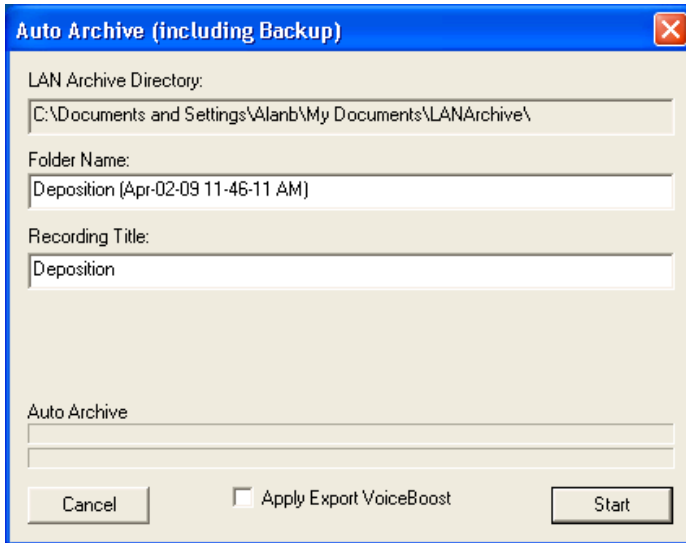 Auto Archive (including Backup)
LAN Archive Directory:
C:\Documents and Settings\Alanb\My Documents\LANArchive\
Folder Name:
Deposition (Apr-02-09 11-46-11 AM)
Recording Title:
Deposition
Auto Archive
Cancel
Apply Export VoiceBoost
Start